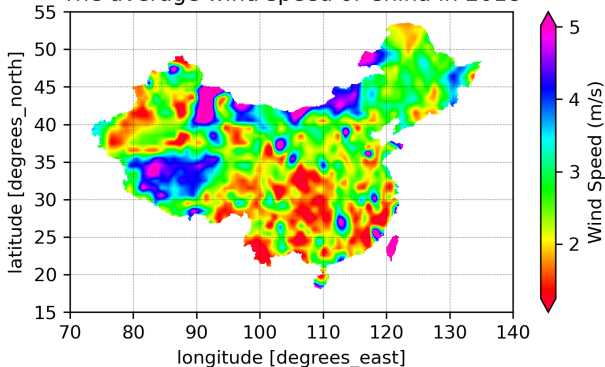 The average wind speed of China in
55
50
45
40
35
30
25
20
15
latitude [degrees_north]
70 80 90 100 110 120 130 140
longitude [degrees_east]
5
4
3
2
Wind Speed (m/s)